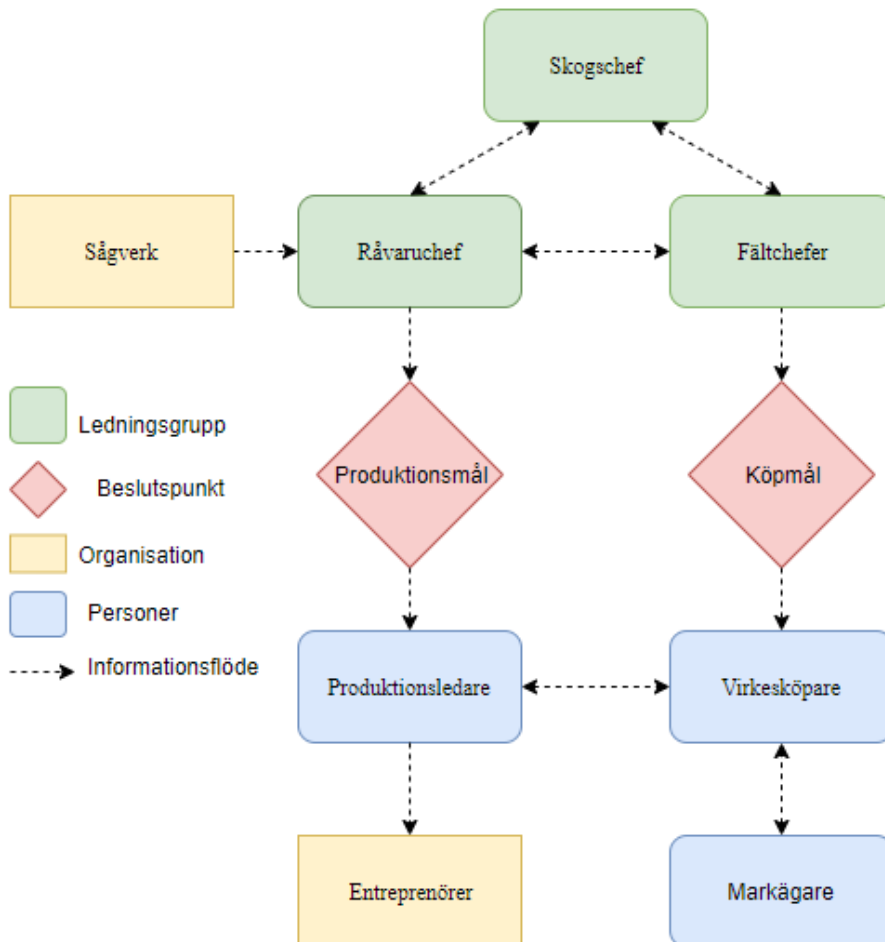 Skogschef
Sågverk
Råvaruchef
Fältchefer
Ledningsgrupp
Beslutspunkt
Organisation
Personer
Informationsflöde
Produktionsmål
Köpmål
Produktionsledare
Virkesköpare
Entreprenörer
Markägare